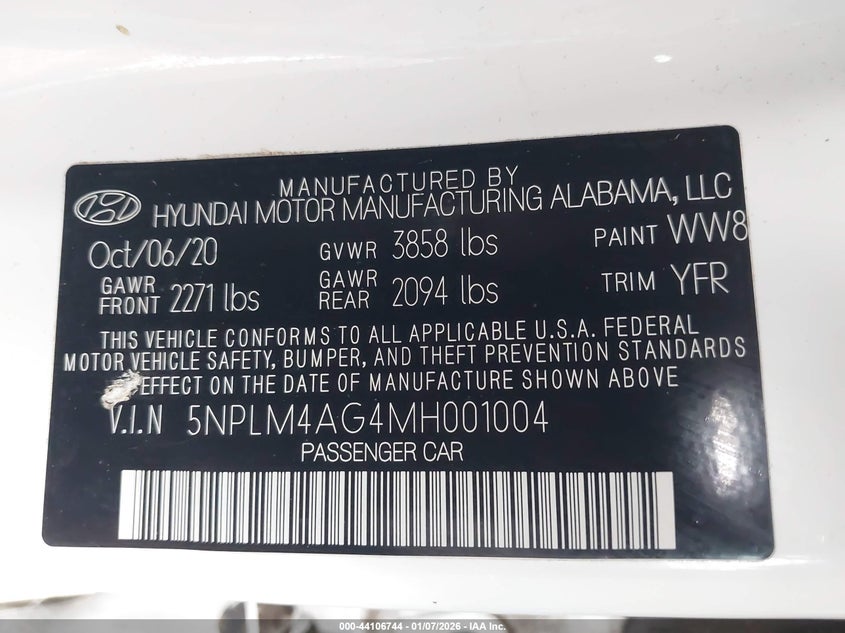 MANUFACTURED BY
HYUNDAI MOTOR MANUFACTURING ALABAMA, LLC
Oct/06/20 GVWR 3858 lbs PAINT WW8
GAWR FRONT 2271 lbs GAWR REAR 2094 lbs TRIM YFR
THIS VEHICLE CONFORMS TO ALL APPLICABLE U.S.A. FEDERAL
MOTOR VEHICLE SAFETY, BUMPER, AND THEFT PREVENTION STANDARDS
EFFECT ON THE DATE OF MANUFACTURE SHOWN ABOVE
V.I.N 5NPLM4AG4MH001004
PASSENGER CAR
000-44106744 - 01/07/2026 - IAA Inc.